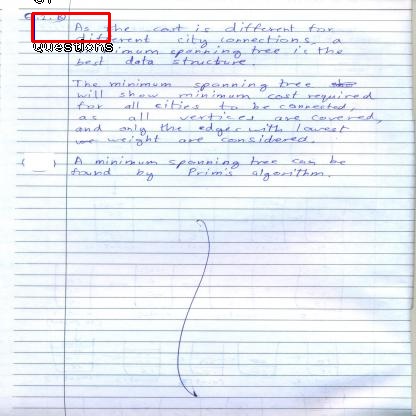 Q.2.B)
As the cost is different for
different city connections, a
minimum spanning tree is the
Questions
best data structure.
The minimum spanning tree
will show minimum cost required
for all cities to be connected,
as all vertices are covered,
and only the edges with lowest
weight are considered.
A minimum spanning tree can be
found by Prim's algorithm.